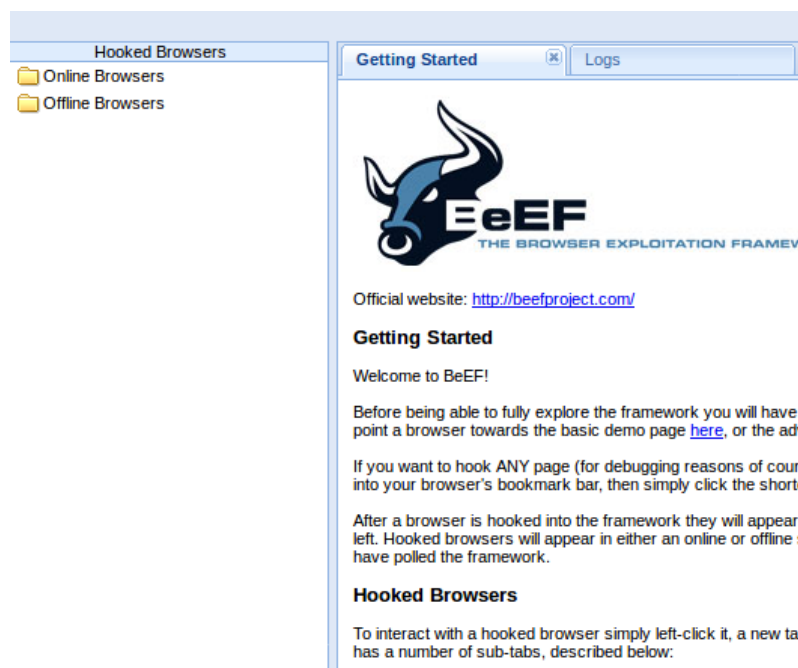 Hooked Browsers
Online Browsers
Offline Browsers
Getting Started
Logs
BeEF
THE BROWSER EXPLOITATION
Official website: http://beefproject.com/
Getting Started
Welcome to BeEF!
Before being able to fully explore the framework you will have
point a browser towards the basic demo page here, or the
If you want to hook ANY page (for debugging reasons of
into your browser's bookmark bar, then simply click the
After a browser is hooked into the framework they will appear
left. Hooked browsers will appear in either an online or offline
have polled the framework.
Hooked Browsers
To interact with a hooked browser simply left-click it, a new
has a number of sub-tabs, described below: